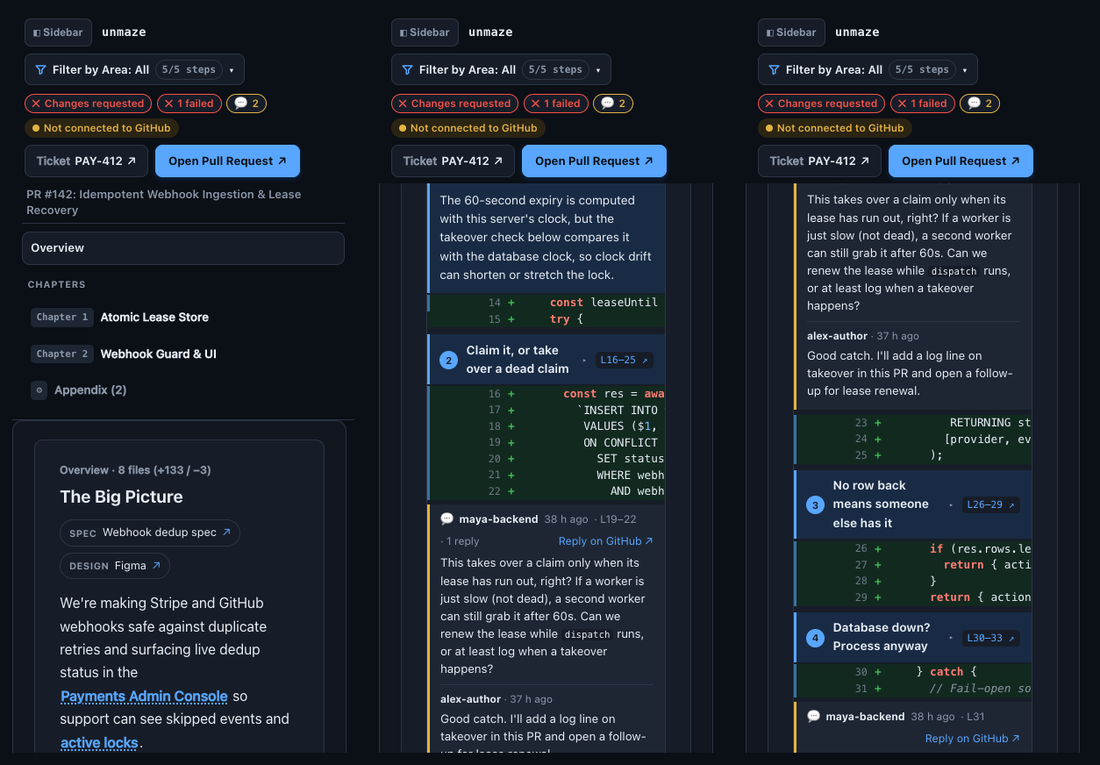 Sidebar unmaze
Filter by Area: All 5/5 steps
Changes requested 1 failed 2
Not connected to GitHub
Ticket PAY-412 ↗ Open Pull Request ↗
PR #142: Idempotent Webhook Ingestion & Lease
Recovery
Overview
CHAPTERS
Chapter 1 Atomic Lease Store
Chapter 2 Webhook Guard & UI
Appendix (2)
Overview · 8 files (+133 / −3)
The Big Picture
SPEC Webhook dedup spec ↗
DESIGN Figma ↗
We're making Stripe and GitHub
webhooks safe against duplicate
retries and surfacing live dedup
status in the
Payments Admin Console so
support can see skipped events and
active locks.
Sidebar unmaze
Filter by Area: All 5/5 steps
Changes requested 1 failed 2
Not connected to GitHub
Ticket PAY-412 ↗ Open Pull Request ↗
The 60-second expiry is computed
with this server's clock, but the
takeover check below compares it
with the database clock, so clock drift
can shorten or stretch the lock.
14 + const leaseUntil
15 + try {
2 Claim it, or take L16–25 ↗
over a dead claim
16 + const res = awa
17 + `INSERT INTO
18 + VALUES ($1,
19 + ON CONFLICT
20 + SET status
21 + WHERE webh
22 + AND webh
maya-backend 38 h ago · L19–22
· 1 reply Reply on GitHub ↗
This takes over a claim only when its
lease has run out, right? If a worker is
just slow (not dead), a second worker
can still grab it after 60s. Can we
renew the lease while dispatch runs,
or at least log when a takeover
happens?
alex-author · 37 h ago
Good catch. I'll add a log line on
takeover in this PR and open a follow-
up for lease renewal.
Sidebar unmaze
Filter by Area: All 5/5 steps
Changes requested 1 failed 2
Not connected to GitHub
Ticket PAY-412 ↗ Open Pull Request ↗
This takes over a claim only when its
lease has run out, right? If a worker is
just slow (not dead), a second worker
can still grab it after 60s. Can we
renew the lease while dispatch runs,
or at least log when a takeover
happens?
alex-author · 37 h ago
Good catch. I'll add a log line on
takeover in this PR and open a follow-
up for lease renewal.
23 + RETURNING st
24 + [provider, ev
25 + );
3 No row back
means someone L26–29 ↗
else has it
26 + if (res.rows.le
27 + return { acti
28 + }
29 + return { action
4 Database down? L30–33 ↗
Process anyway
30 + } catch {
31 + // Fail-open so
maya-backend 38 h ago · L31
Reply on GitHub ↗